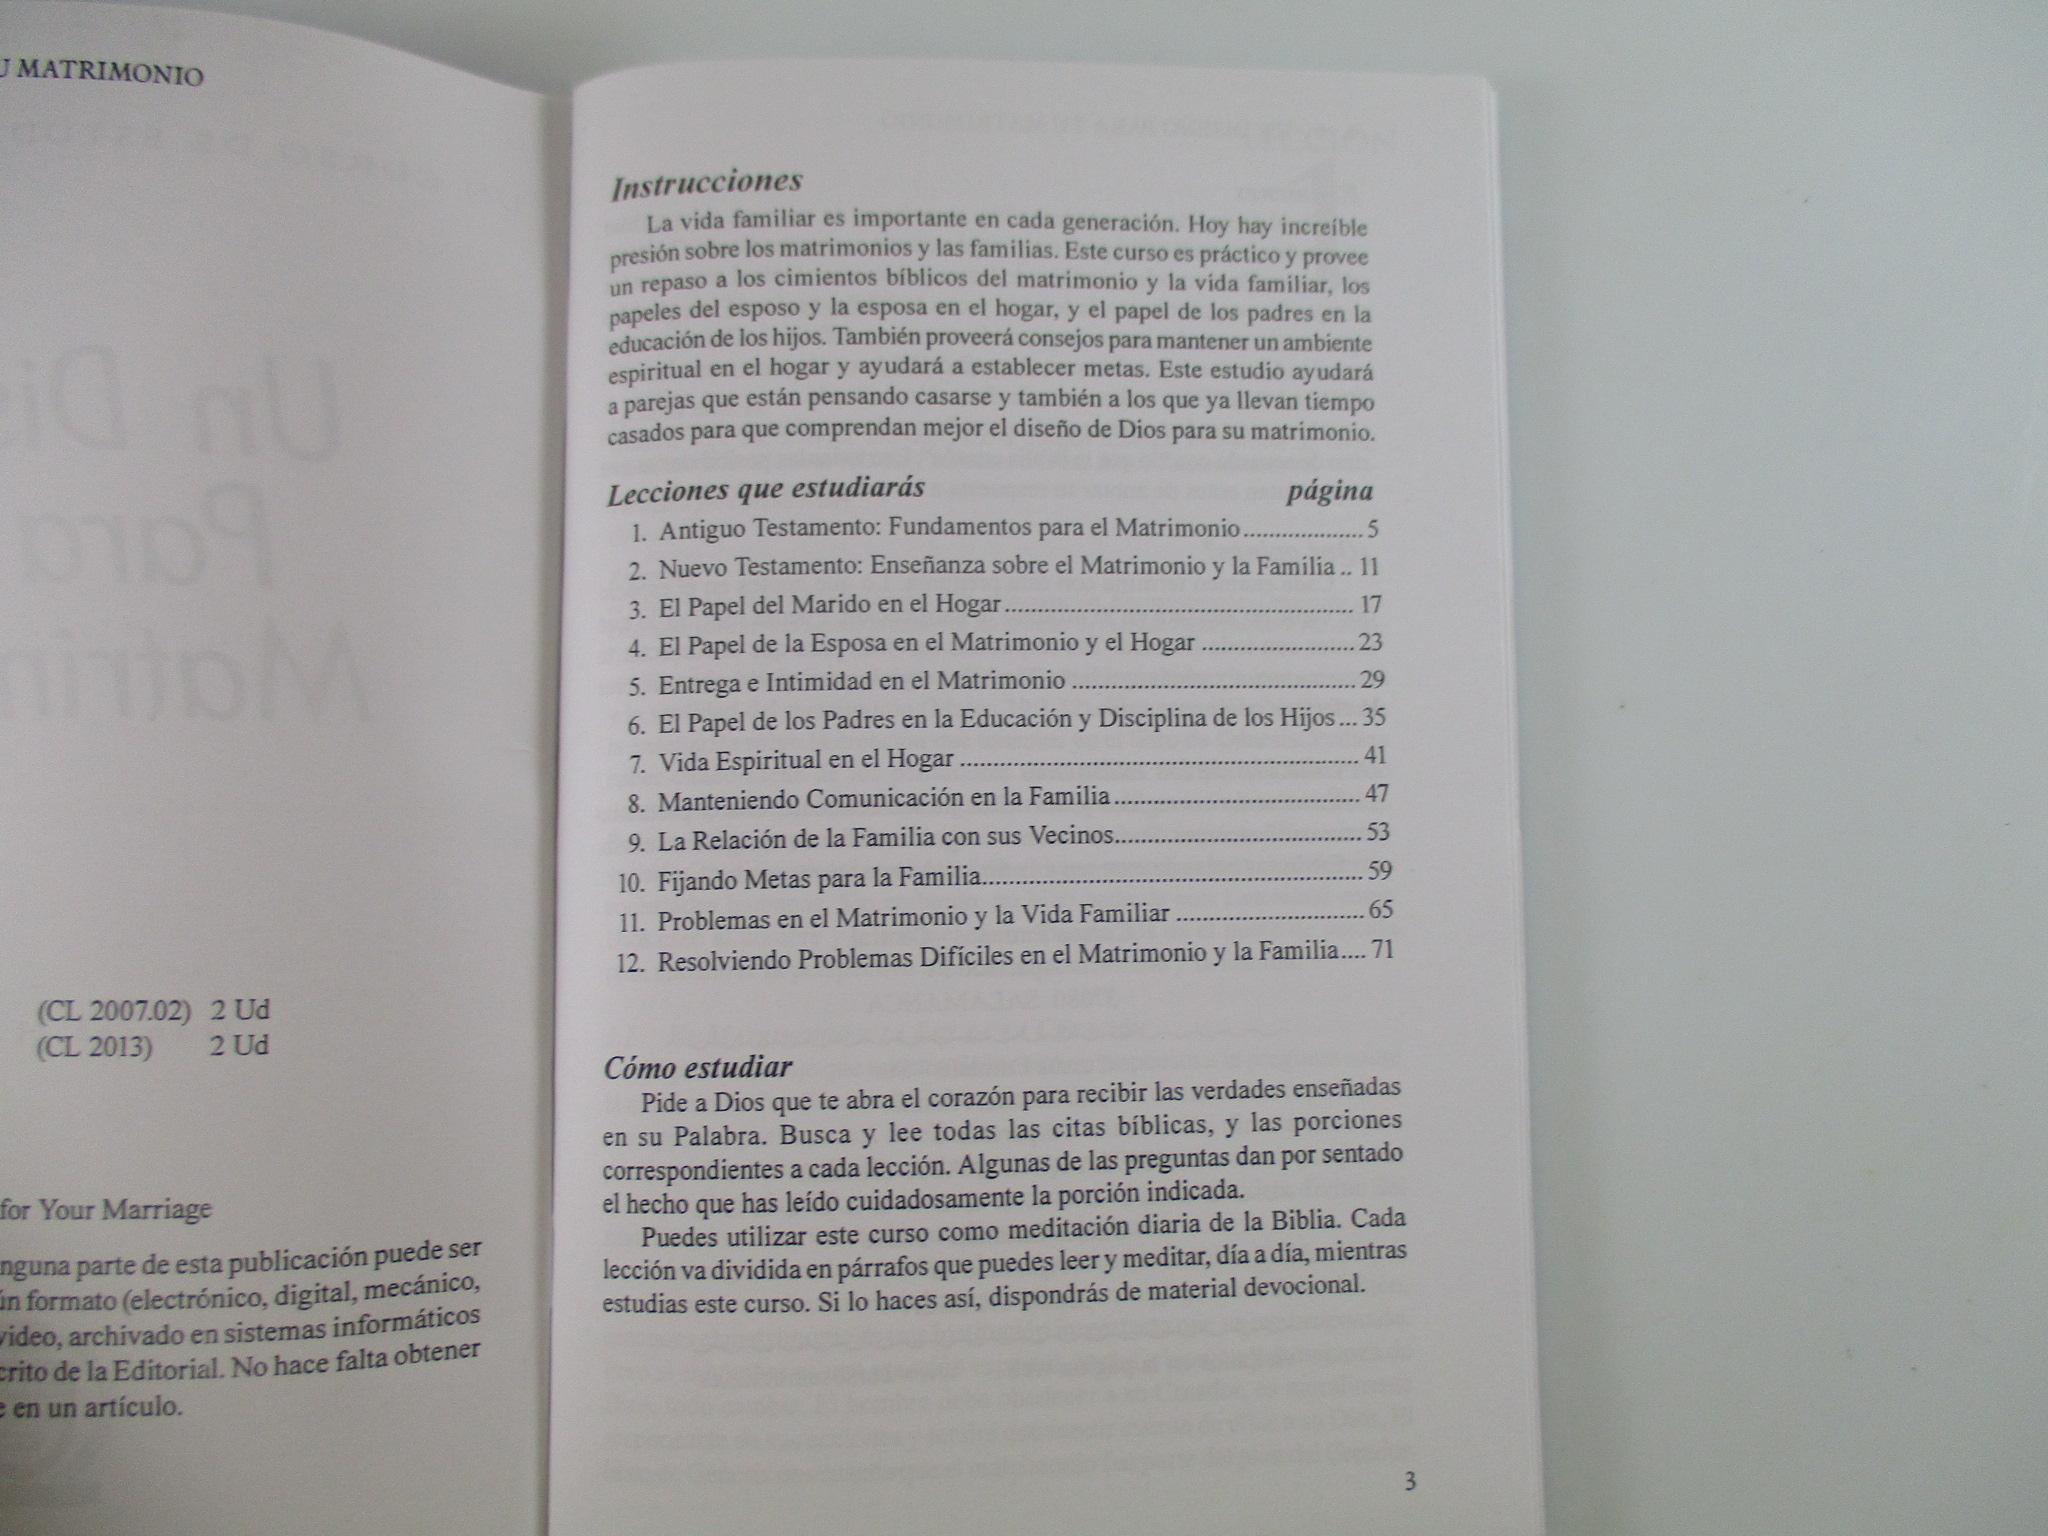 U MATRIMONIO
(CL 2007.02) 2 Ud
(CL 2013) 2 Ud
for Your Marriage
parte de esta publicación puede ser
formato (electrónico, digital, mecánico,
video, archivado en sistemas informáticos
de la Editorial. No hace falta obtener
en un artículo.
Instrucciones
La vida familiar es importante en cada generación. Hoy hay increíble
presión sobre los matrimonios y las familias. Este curso es práctico y provee
un repaso a los cimientos bíblicos del matrimonio y la vida familiar, los
papeles del esposo y la esposa en el hogar, y el papel de los padres en la
educación de los hijos. También proveerá consejos para mantener un ambiente
espiritual en el hogar y ayudará a establecer metas. Este estudio ayudará
a parejas que están pensando casarse y también a los que ya llevan tiempo
casados para que comprendan mejor el diseño de Dios para su matrimonio.
Lecciones que estudiarás página
1. Antiguo Testamento: Fundamentos para el Matrimonio.................. 5
2. Nuevo Testamento: Enseñanza sobre el Matrimonio y la Familia .. 11
3. El Papel del Marido en el Hogar.................................................... 17
4. El Papel de la Esposa en el Matrimonio y el Hogar ....................... 23
5. Entrega e Intimidad en el Matrimonio .......................................... 29
6. El Papel de los Padres en la Educación y Disciplina de los Hijos... 35
7. Vida Espiritual en el Hogar ............................................................ 41
8. Manteniendo Comunicación en la Familia..................................... 47
9. La Relación de la Familia con sus Vecinos..................................... 53
10. Fijando Metas para la Familia......................................................... 59
11. Problemas en el Matrimonio y la Vida Familiar ............................ 65
12. Resolviendo Problemas Difíciles en el Matrimonio y la Familia.... 71
Cómo estudiar
Pide a Dios que te abra el corazón para recibir las verdades enseñadas
en su Palabra. Busca y lee todas las citas bíblicas, y las porciones
correspondientes a cada lección. Algunas de las preguntas dan por sentado
el hecho que has leído cuidadosamente la porción indicada.
Puedes utilizar este curso como meditación diaria de la Biblia. Cada
lección va dividida en párrafos que puedes leer y meditar, día a día, mientras
estudias este curso. Si lo haces así, dispondrás de material devocional.
3